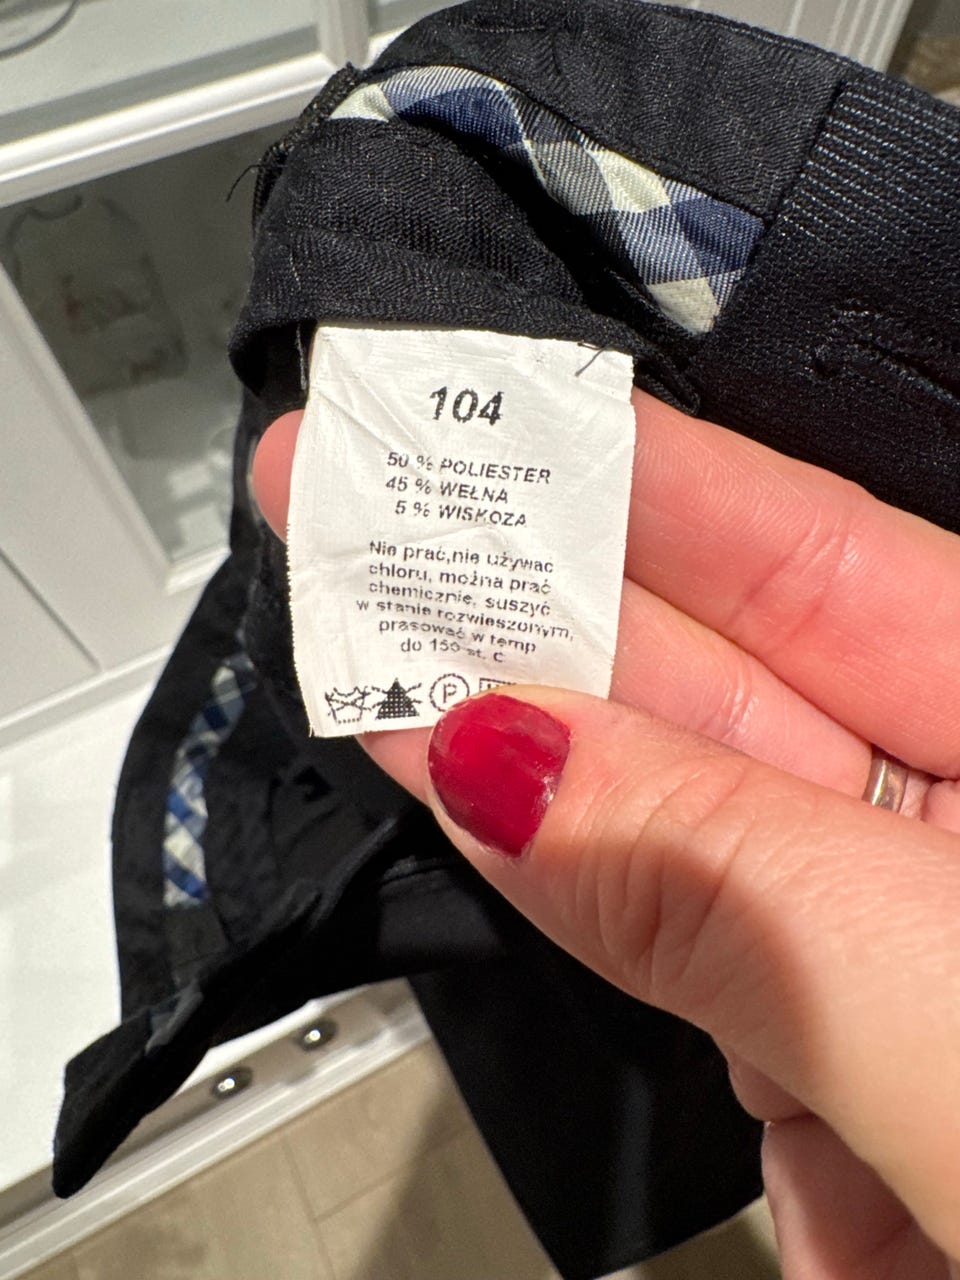 104
50 % POLIESTER
45 % WEŁNA
5 % WISKOZA
Nie prać,nie używać
chloru, można prać
chemicznie, suszyć
w stanie rozwieszonym,
prasować w temp
do 150 st. C
P